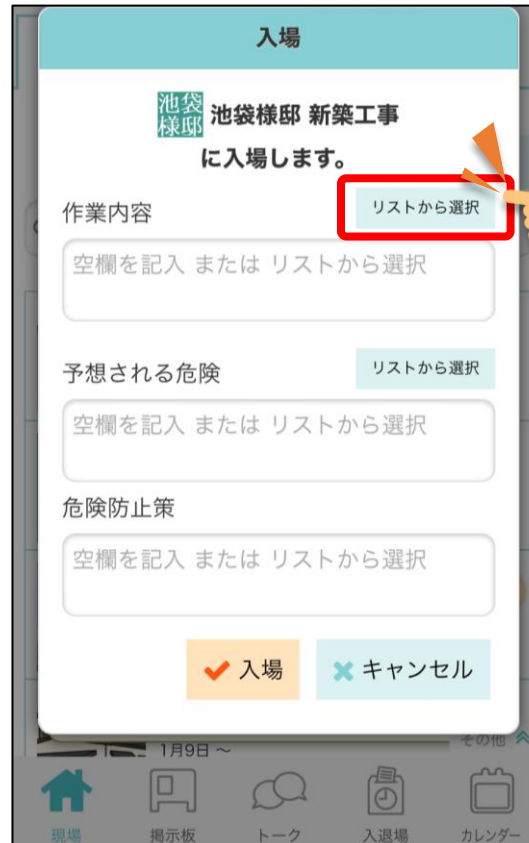 入場
池袋
様邸
池袋様邸 新築工事
に入場します。
作業内容
リストから選択
空欄を記入 または リストから選択
予想される危険
リストから選択
空欄を記入 または リストから選択
危険防止策
空欄を記入 または リストから選択
入場
キャンセル
1月9日 ～
その他
現場
掲示板
トーク
入退場
カレンダー